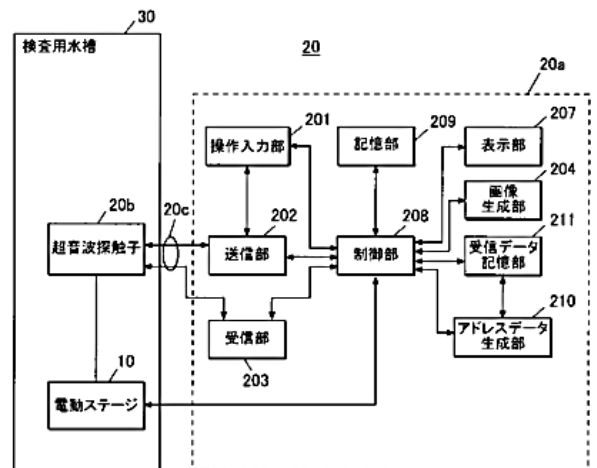 30
検査用水槽
20
20a
201
操作入力部
209
記憶部
207
表示部
204
画像
生成部
20b
超音波探触子
20c
202
送信部
208
制御部
211
受信データ
記憶部
受信部
203
210
アドレスデータ
生成部
10
電動ステージ